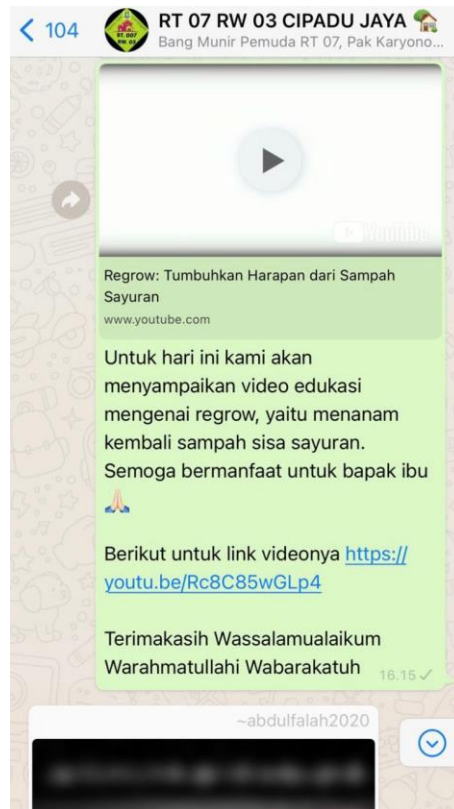 104
RT 07 RW 03 CIPADU JAYA
Bang Munir Pemuda RT 07, Pak Karyono...
RT. 007
RW. 03
Regrow: Tumbuhkan Harapan dari Sampah
Sayuran
www.youtube.com
Untuk hari ini kami akan
menyampaikan video edukasi
mengenai regrow, yaitu menanam
kembali sampah sisa sayuran.
Semoga bermanfaat untuk bapak ibu
🙏🏻
Berikut untuk link videonya https://
youtu.be/Rc8C85wGLp4
Terimakasih Wassalamualaikum
Warahmatullahi Wabarakatuh
16.15
~abdulfalah2020